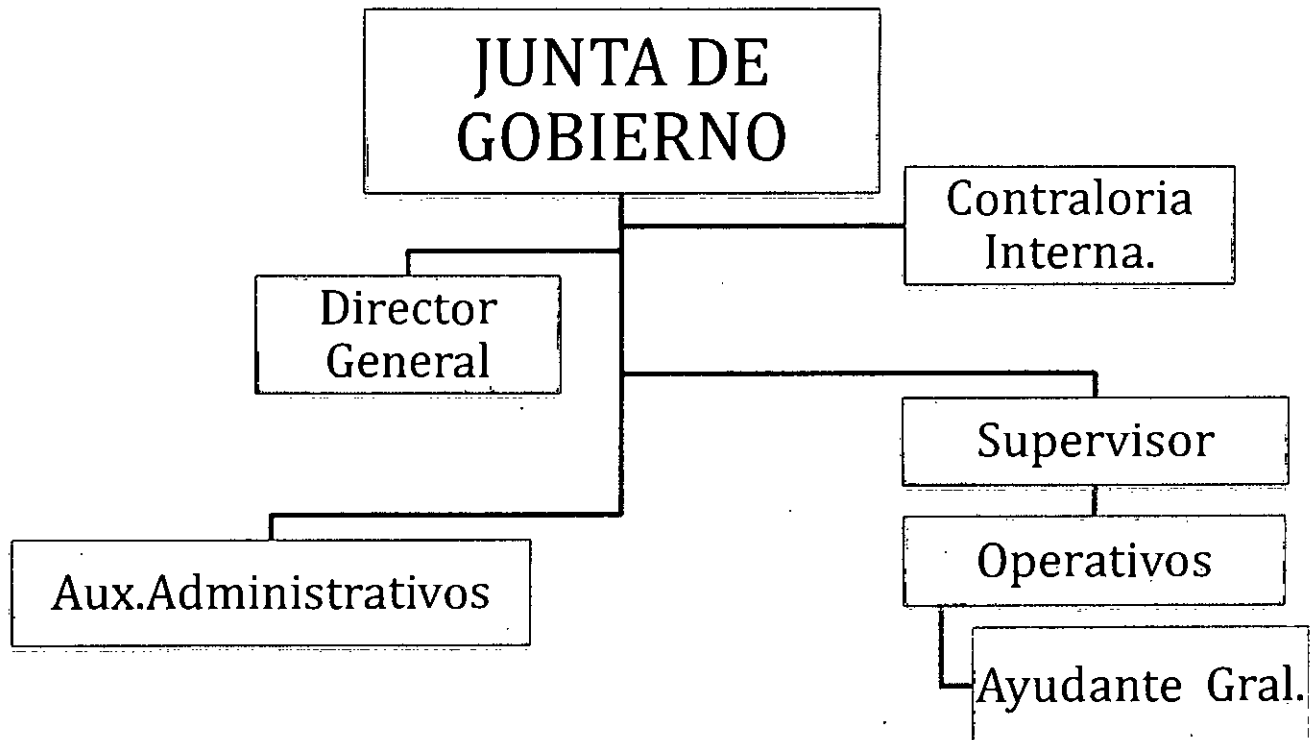 JUNTA DE
GOBIERNO
Contraloria
Interna.
Director
General
Supervisor
Operativos
Aux.Administrativos
Ayudante Gral.